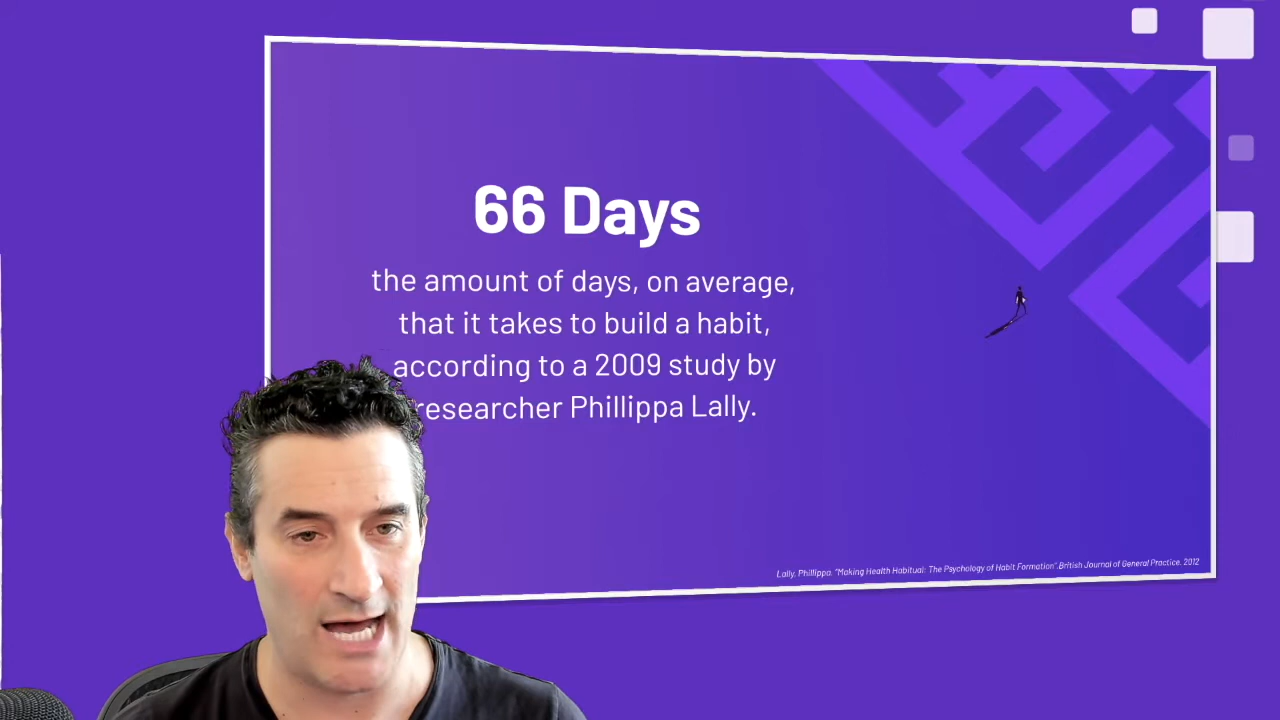 66 Days
the amount of days, on average,
that it takes to build a habit,
according to a 2009 study by
researcher Phillippa Lally.
Lally, Phillippa. "Making Health Habitual: The Psychology of Habit Formation". British Journal of General Practice. 2012